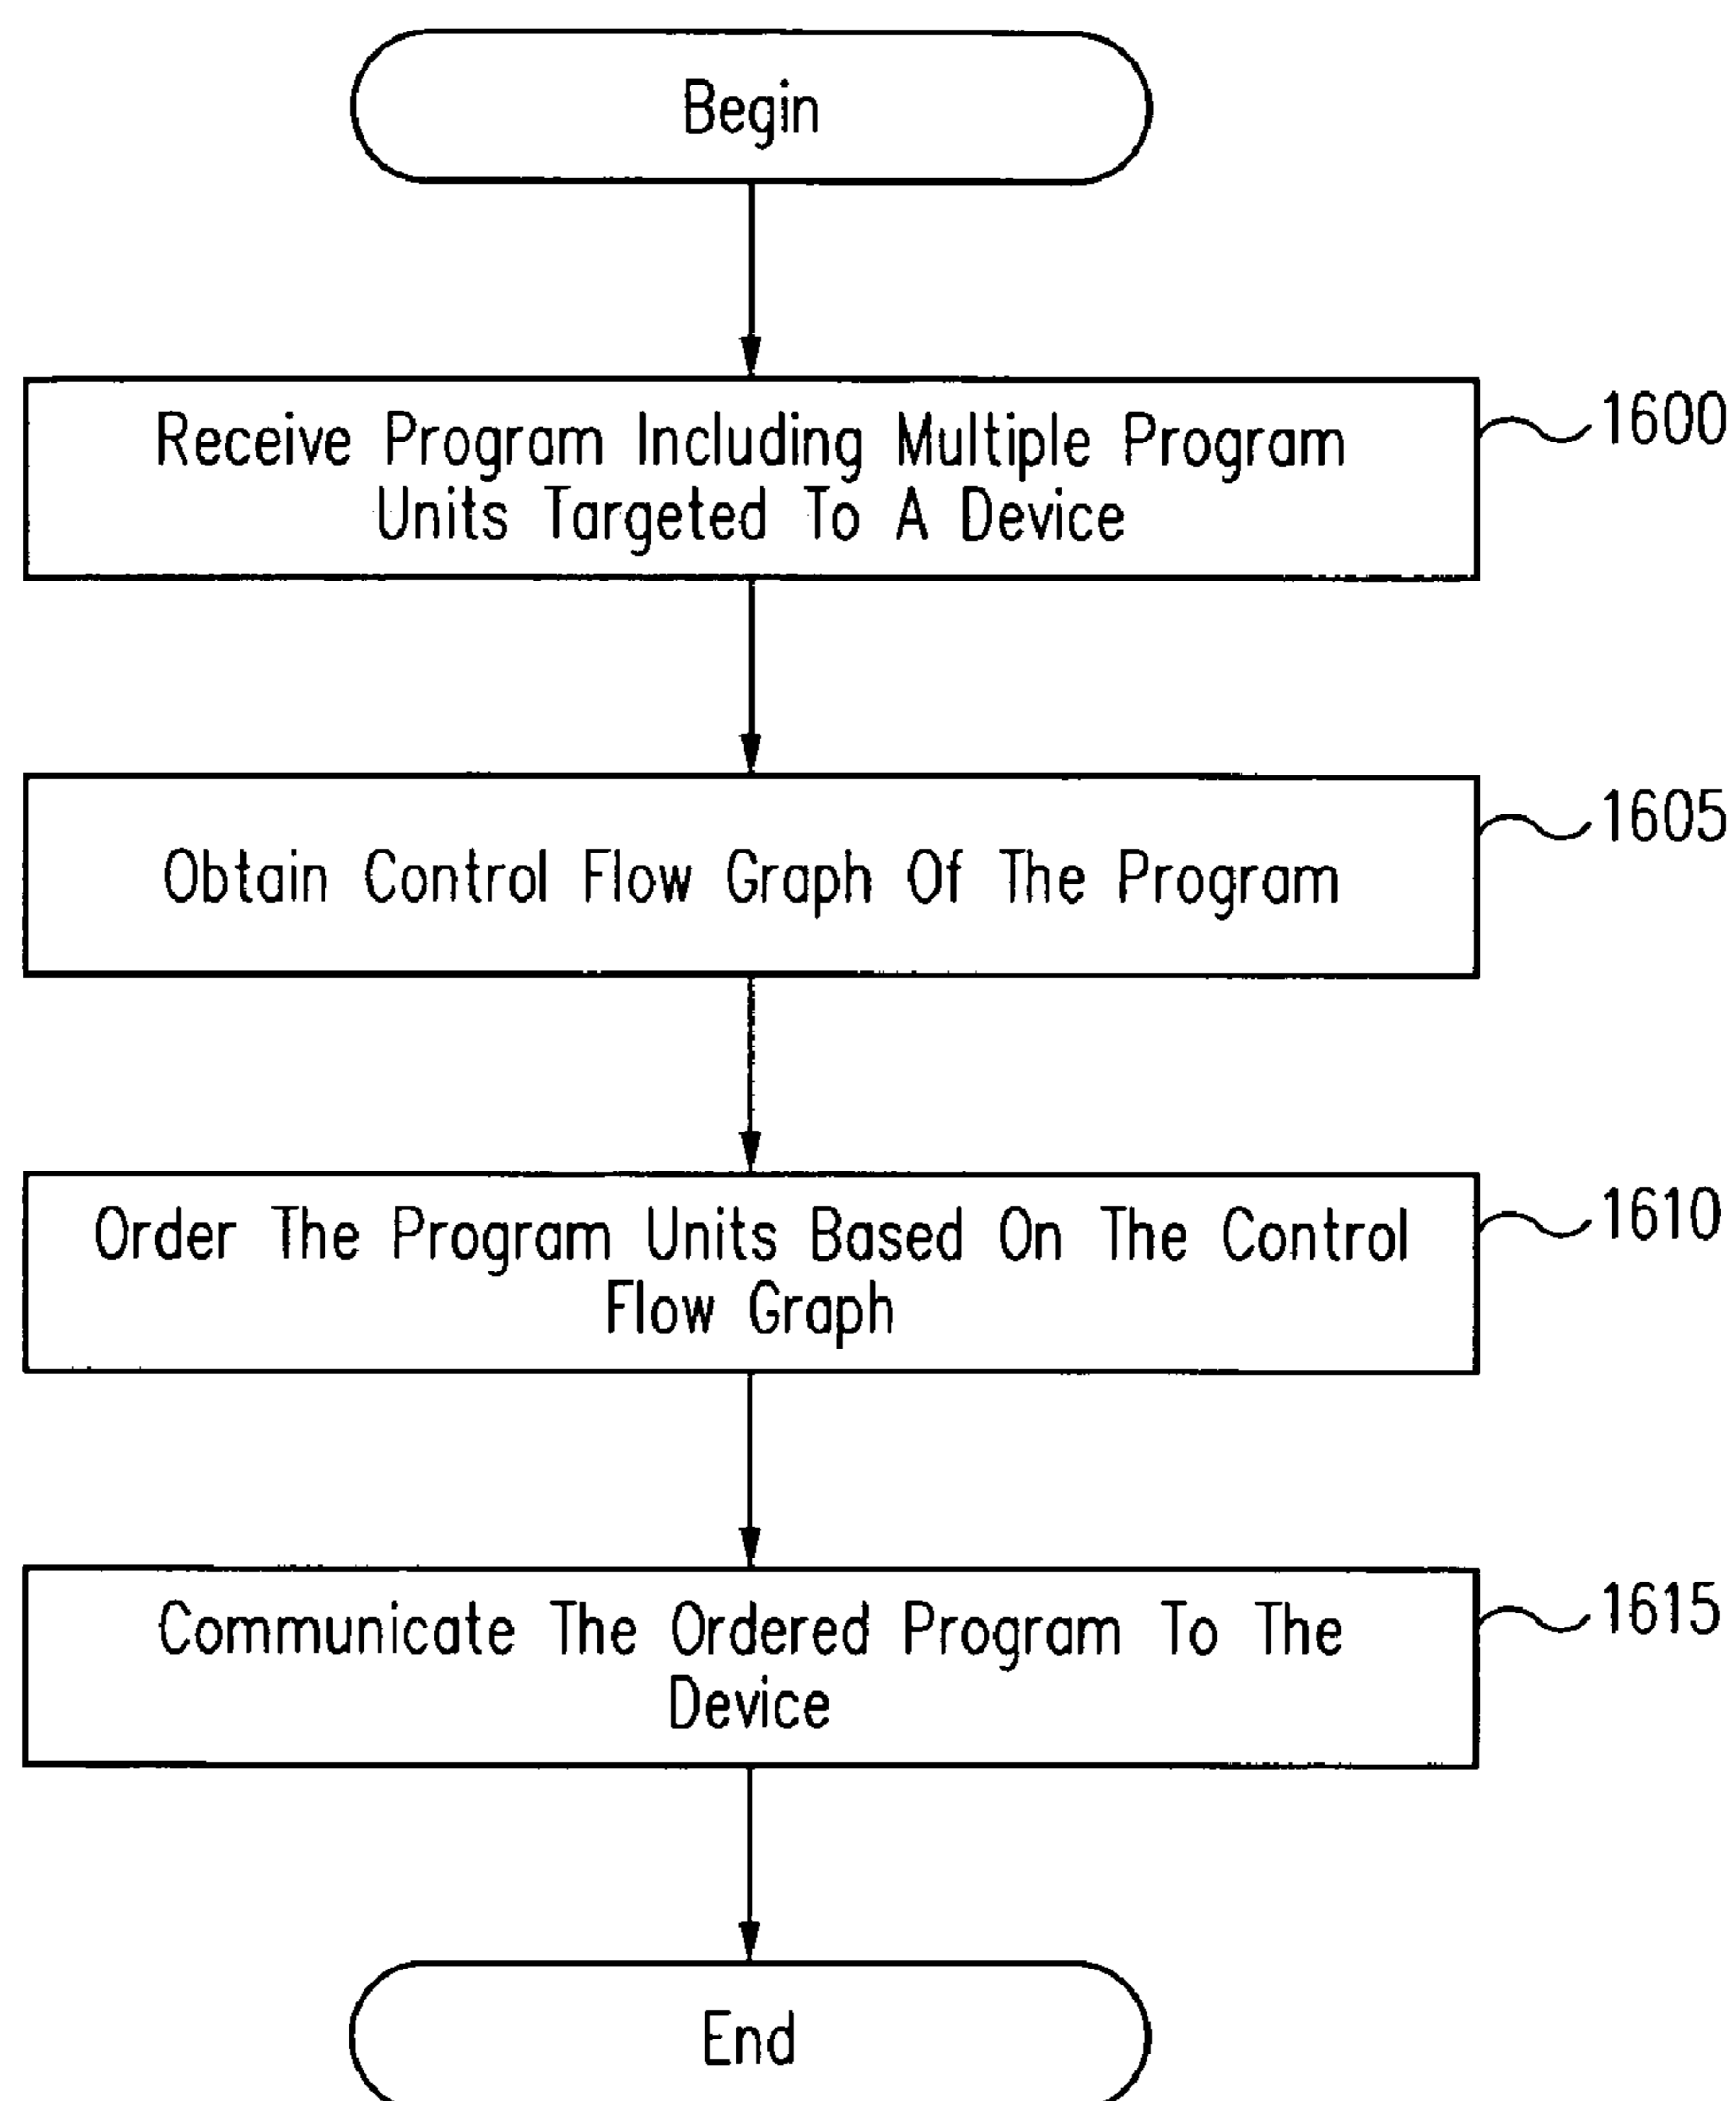 Begin
Receive Program Including Multiple Program
Units Targeted To A Device
1600
Obtain Control Flow Graph Of The Program
1605
Order The Program Units Based On The Control
Flow Graph
1610
Communicate The Ordered Program To The
Device
1615
End